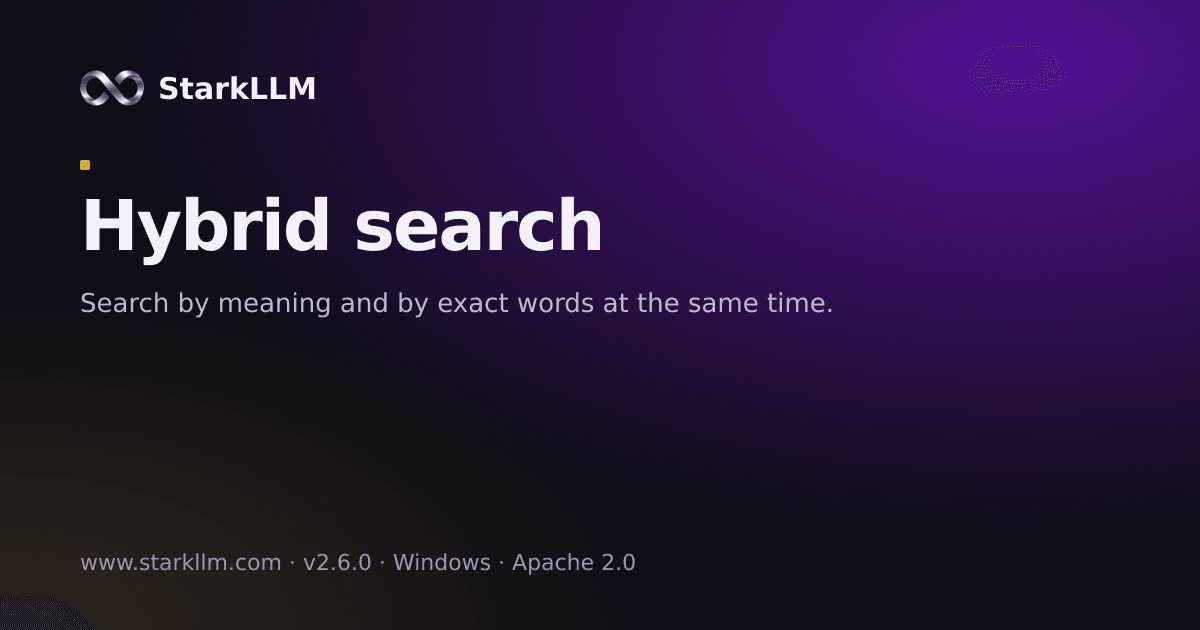 StarkLLM
Hybrid search
Search by meaning and by exact words at the same time.
www.starkllm.com · v2.6.0 · Windows · Apache 2.0